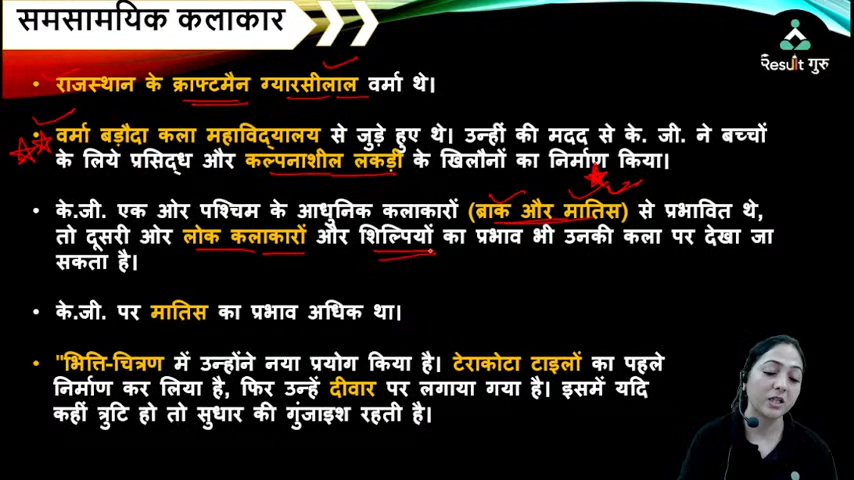 समसामयिक कलाकार
Result गुरु
• राजस्थान के क्राफ्टमैन ग्यारसीलाल वर्मा थे।
• वर्मा बड़ौदा कला महाविद्यालय से जुड़े हुए थे। उन्हीं की मदद से के. जी. ने बच्चों
के लिये प्रसिद्ध और कल्पनाशील लकड़ी के खिलौनों का निर्माण किया।
• के.जी. एक ओर पश्चिम के आधुनिक कलाकारों (ब्राक और मातिस) से प्रभावित थे,
तो दूसरी ओर लोक कलाकारों और शिल्पियों का प्रभाव भी उनकी कला पर देखा जा
सकता है।
• के.जी. पर मातिस का प्रभाव अधिक था।
• "भित्ति-चित्रण में उन्होंने नया प्रयोग किया है। टेराकोटा टाइलों का पहले
निर्माण कर लिया है, फिर उन्हें दीवार पर लगाया गया है। इसमें यदि
कहीं त्रुटि हो तो सुधार की गुंजाइश रहती है।